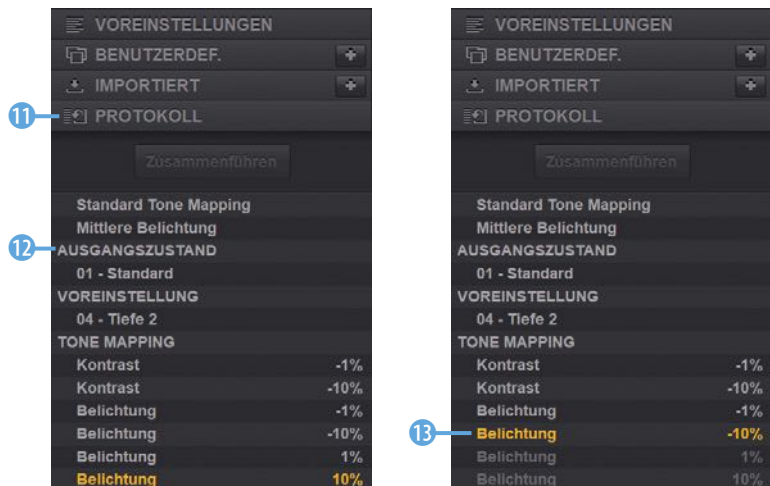 VOREINSTELLUNGEN
BENUTZERDEF.
IMPORTIERT
11 PROTOKOLL
Zusammenführen
Standard Tone Mapping
Mittlere Belichtung
12 AUSGANGSZUSTAND
01 - Standard
VOREINSTELLUNG
04 - Tiefe 2
TONE MAPPING
Kontrast -1%
Kontrast -10%
Belichtung -1%
Belichtung -10%
Belichtung 1%
Belichtung 10%
VOREINSTELLUNGEN
BENUTZERDEF.
IMPORTIERT
PROTOKOLL
Zusammenführen
Standard Tone Mapping
Mittlere Belichtung
AUSGANGSZUSTAND
01 - Standard
VOREINSTELLUNG
04 - Tiefe 2
TONE MAPPING
Kontrast -1%
Kontrast -10%
Belichtung -1%
13 Belichtung -10%
Belichtung 1%
Belichtung 10%